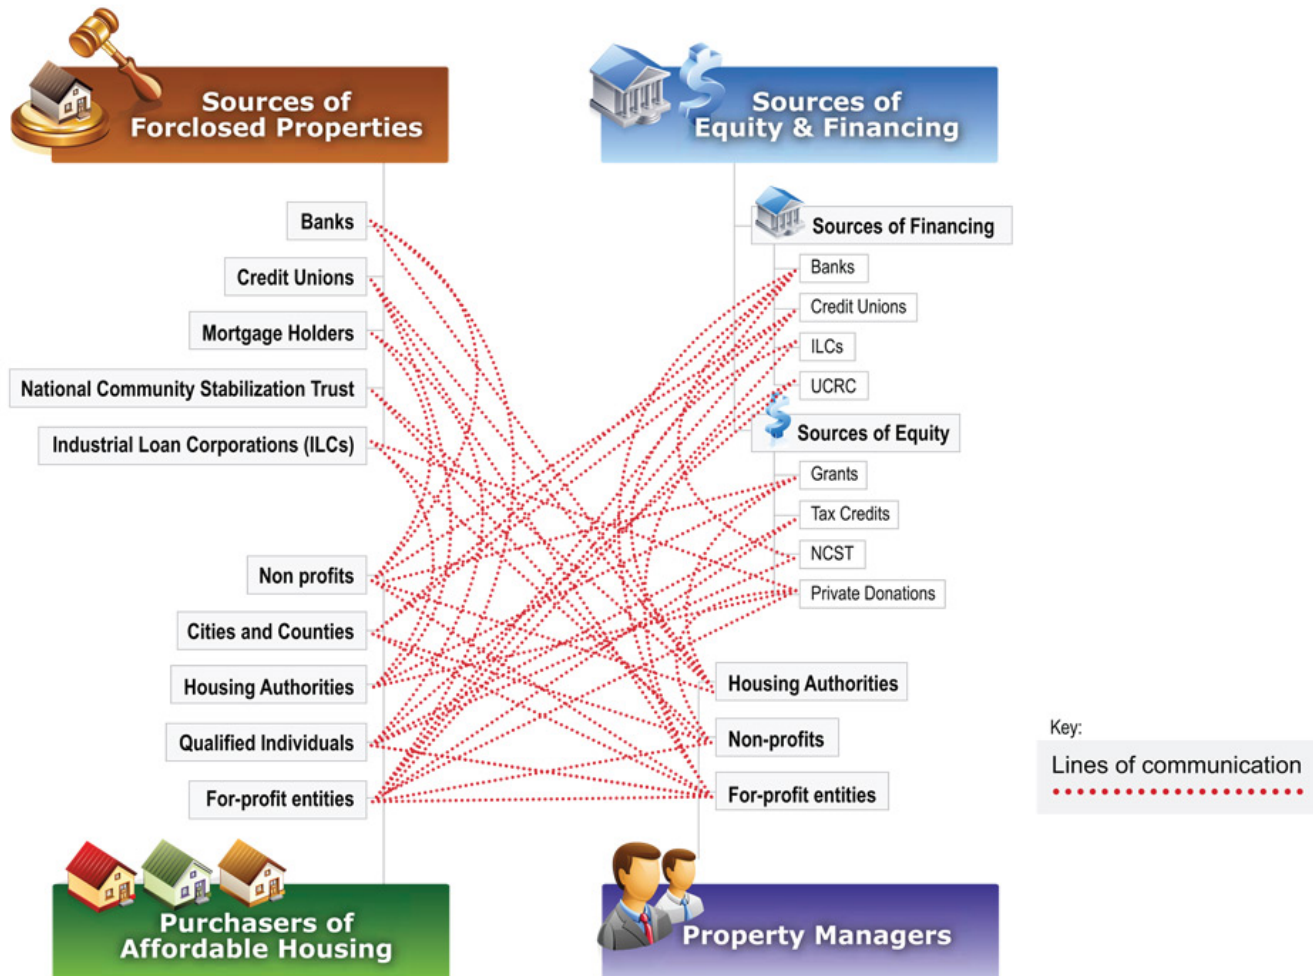 Sources of
Forclosed Properties
Banks
Credit Unions
Mortgage Holders
National Community Stabilization Trust
Industrial Loan Corporations (ILCs)
Sources of
Equity & Financing
Sources of Financing
Banks
Credit Unions
ILCs
UCRC
Sources of Equity
Grants
Tax Credits
NCST
Private Donations
Non profits
Cities and Counties
Housing Authorities
Qualified Individuals
For-profit entities
Purchasers of
Affordable Housing
Housing Authorities
Non-profits
For-profit entities
Property Managers
Key:
Lines of communication